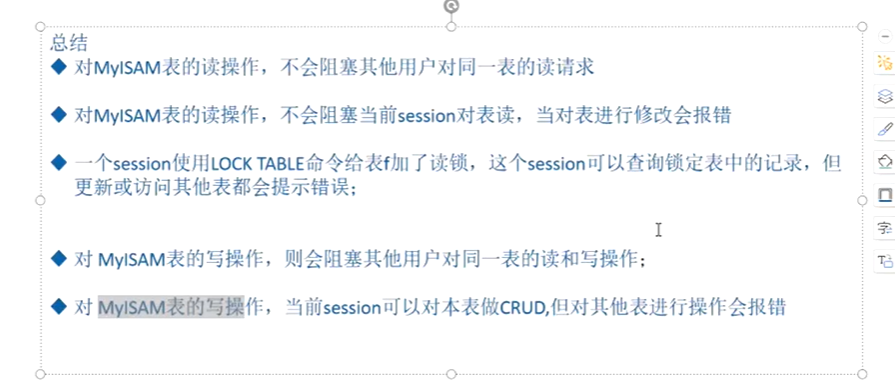 总结
◆ 对MyISAM表的读操作，不会阻塞其他用户对同一表的读请求
◆ 对MyISAM表的读操作，不会阻塞当前session对表读，当对表进行修改会报错
◆ 一个session使用LOCK TABLE命令给表f加了读锁，这个session可以查询锁定表中的记录，但
更新或访问其他表都会提示错误；
◆ 对 MyISAM表的写操作，则会阻塞其他用户对同一表的读和写操作；
◆ 对 MyISAM表的写操作，当前session可以对本表做CRUD,但对其他表进行操作会报错
字